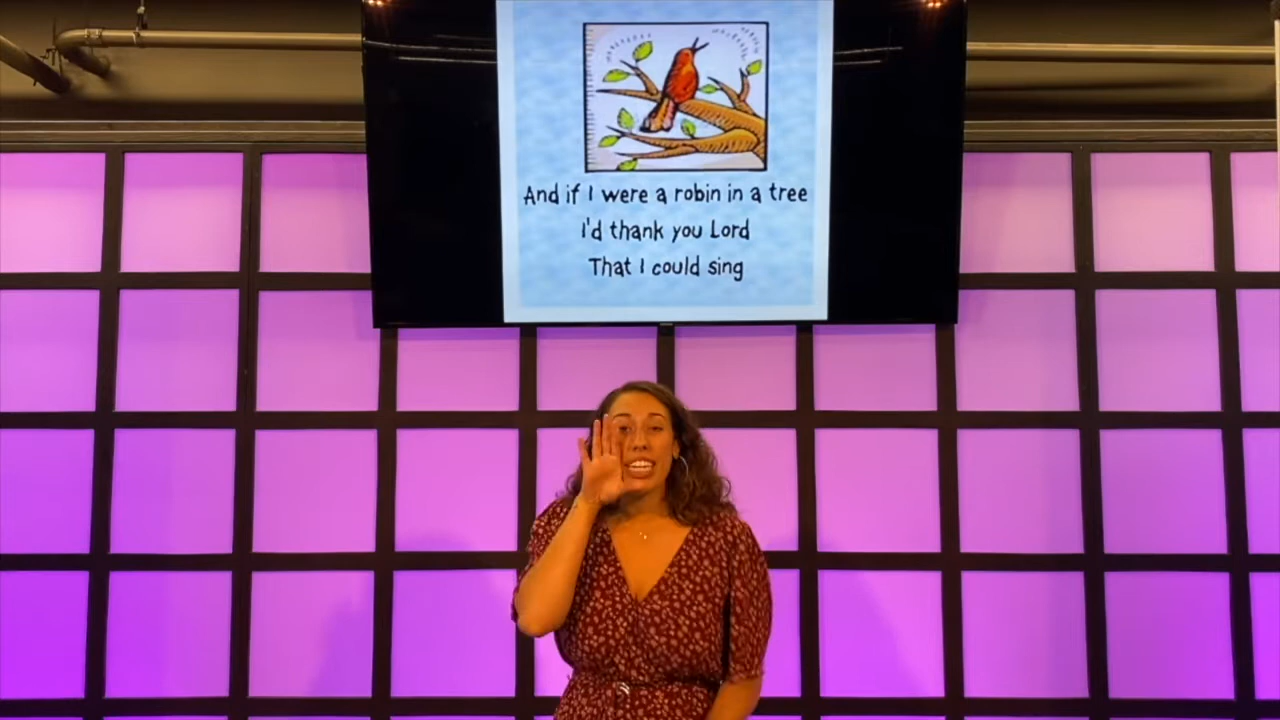 And if I were a robin in a tree
I'd thank you Lord
That I could sing